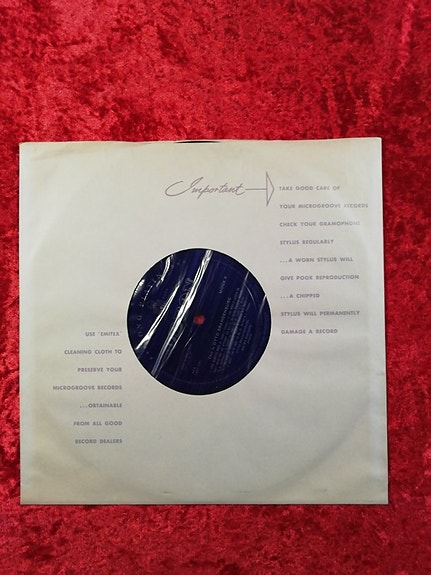 Important
TAKE GOOD CARE OF
YOUR MICROGROOVE RECORDS
CHECK YOUR GRAMOPHONE
STYLUS REGULARLY
...A WORN STYLUS WILL
GIVE POOR REPRODUCTION
...A CHIPPED
STYLUS WILL PERMANENTLY
DAMAGE A RECORD
USE 'EMITEX'
CLEANING CLOTH TO
PRESERVE YOUR
MICROGROOVE RECORDS
...OBTAINABLE
FROM ALL GOOD
RECORD DEALERS